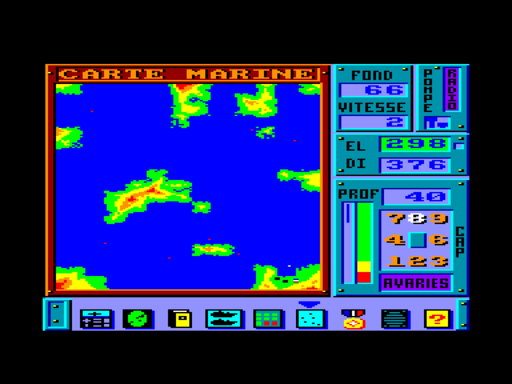 CARTE MARINE
FOND
66
VITESSE
2
POMPE
RADIO
EL 298
DI 376
PROF 40
789
4 6
123
CAP
AVARIES
?